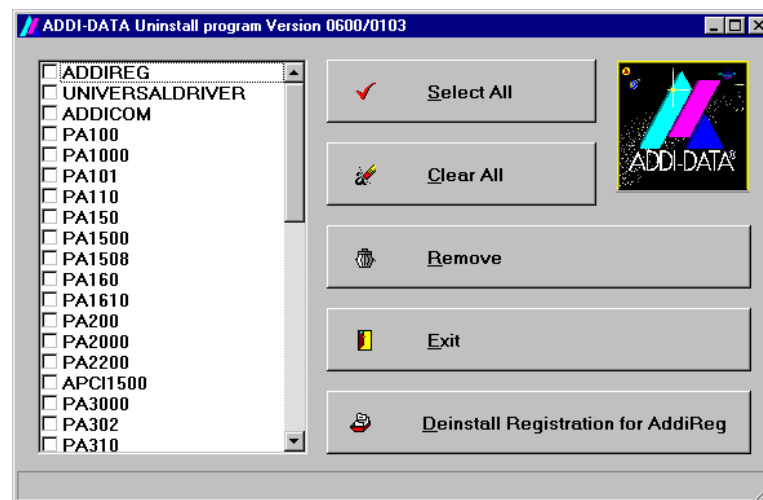 ADDI-DATA Uninstall program Version 0600/0103
ADDIREG
UNIVERSALDRIVER
ADDICOM
PA100
PA1000
PA101
PA110
PA150
PA1500
PA1508
PA160
PA1610
PA200
PA2000
PA2200
APCI1500
PA3000
PA302
PA310
Select All
Clear All
Remove
Exit
Deinstall Registration for AddiReg
ADDI-DATA®